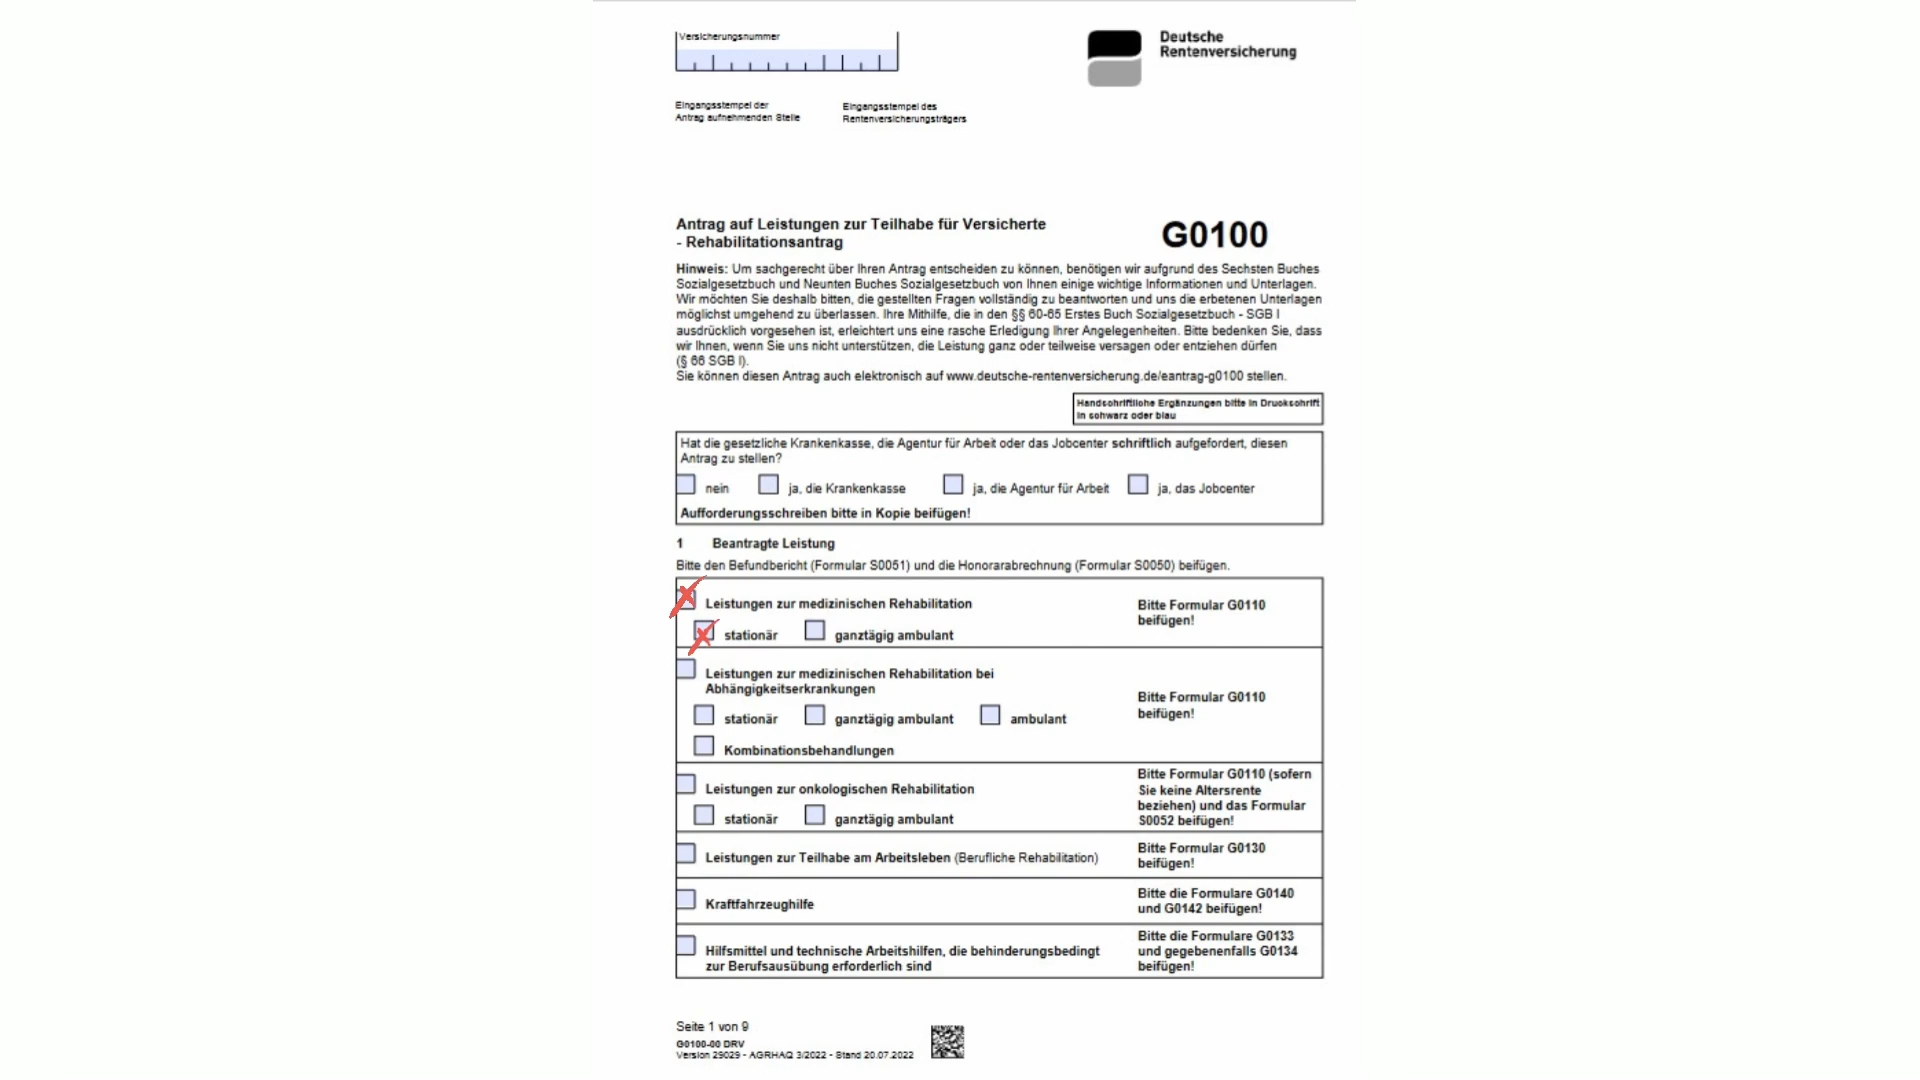 Versicherungsnummer
Deutsche
Rentenversicherung
Eingangsstempel der
Antrag aufnehmenden Stelle
Eingangsstempel des
Rentenversicherungsträgers
Antrag auf Leistungen zur Teilhabe für Versicherte
- Rehabilitationsantrag
G0100
Hinweis: Um sachgerecht über Ihren Antrag entscheiden zu können, benötigen wir aufgrund des Sechsten Buches
Sozialgesetzbuch und Neunten Buches Sozialgesetzbuch von Ihnen einige wichtige Informationen und Unterlagen.
Wir möchten Sie deshalb bitten, die gestellten Fragen vollständig zu beantworten und uns die erbetenen Unterlagen
möglichst umgehend zu überlassen. Ihre Mithilfe, die in den §§ 60-65 Erstes Buch Sozialgesetzbuch - SGB I
ausdrücklich vorgesehen ist, erleichtert uns eine rasche Erledigung Ihrer Angelegenheiten. Bitte bedenken Sie, dass
wir Ihnen, wenn Sie uns nicht unterstützen, die Leistung ganz oder teilweise versagen oder entziehen dürfen
(§ 66 SGB I).
Sie können diesen Antrag auch elektronisch auf www.deutsche-rentenversicherung.de/eantrag-g0100 stellen.
Handschriftliche Ergänzungen bitte in Druckschrift
in schwarz oder blau
Hat die gesetzliche Krankenkasse, die Agentur für Arbeit oder das Jobcenter schriftlich aufgefordert, diesen
Antrag zu stellen?
nein ja, die Krankenkasse ja, die Agentur für Arbeit ja, das Jobcenter
Aufforderungsschreiben bitte in Kopie beifügen!
1 Beantragte Leistung
Bitte den Befundbericht (Formular S0051) und die Honorarabrechnung (Formular S0050) beifügen.
Leistungen zur medizinischen Rehabilitation
stationär ganztägig ambulant
Bitte Formular G0110
beifügen!
Leistungen zur medizinischen Rehabilitation bei
Abhängigkeitserkrankungen
stationär ganztägig ambulant ambulant
Kombinationsbehandlungen
Bitte Formular G0110
beifügen!
Leistungen zur onkologischen Rehabilitation
stationär ganztägig ambulant
Bitte Formular G0110 (sofern
Sie keine Altersrente
beziehen) und das Formular
S0052 beifügen!
Leistungen zur Teilhabe am Arbeitsleben (Berufliche Rehabilitation)
Bitte Formular G0130
beifügen!
Kraftfahrzeughilfe
Bitte die Formulare G0140
und G0142 beifügen!
Hilfsmittel und technische Arbeitshilfen, die behinderungsbedingt
zur Berufsausübung erforderlich sind
Bitte die Formulare G0133
und gegebenenfalls G0134
beifügen!
Seite 1 von 9
G0100-00 DRV
Version 29029 - AGRHAQ 3/2022 - Stand 20.07.2022